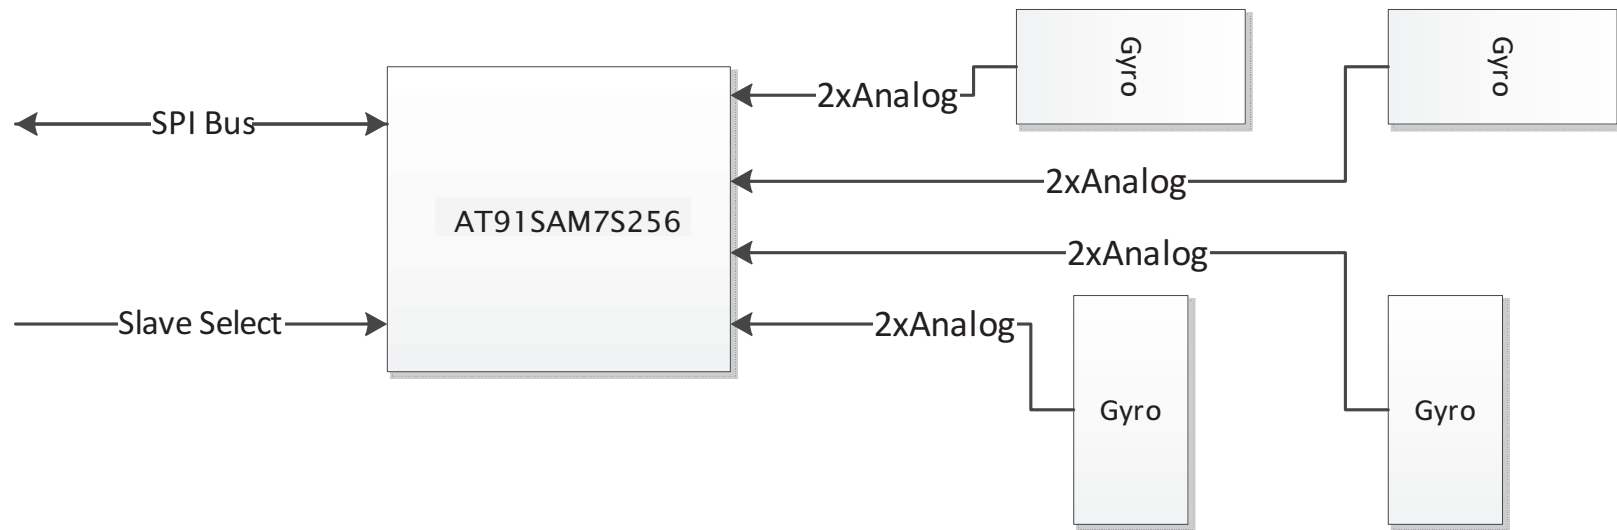 Gyro
Gyro
2xAnalog
SPI Bus
2xAnalog
AT91SAM7S256
2xAnalog
Slave Select
2xAnalog
Gyro
Gyro